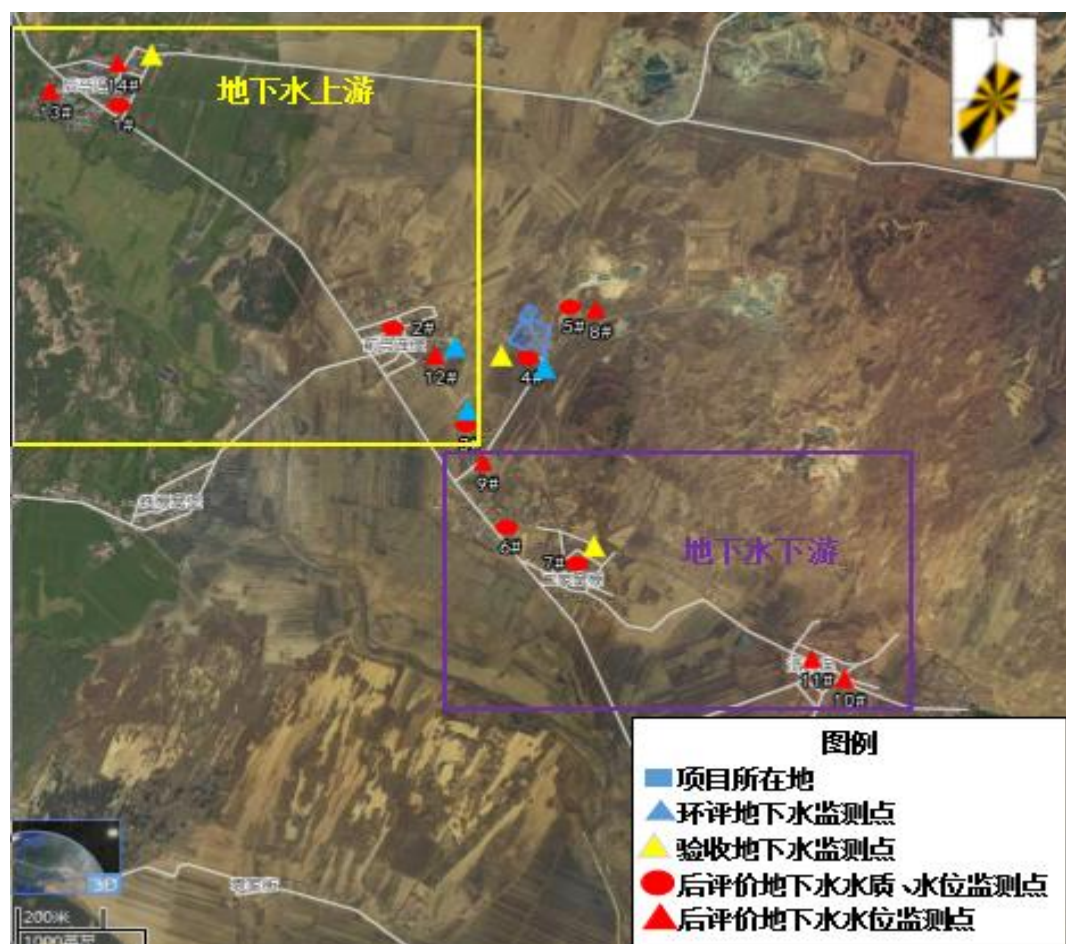 N
地下水上游
14#
13#
1#
2#
5#
8#
12#
4#
9#
6#
7#
地下水下游
11#
10#
图例
项目所在地
环评地下水监测点
验收地下水监测点
后评价地下水水质、水位监测点
后评价地下水水位监测点
3D
200米